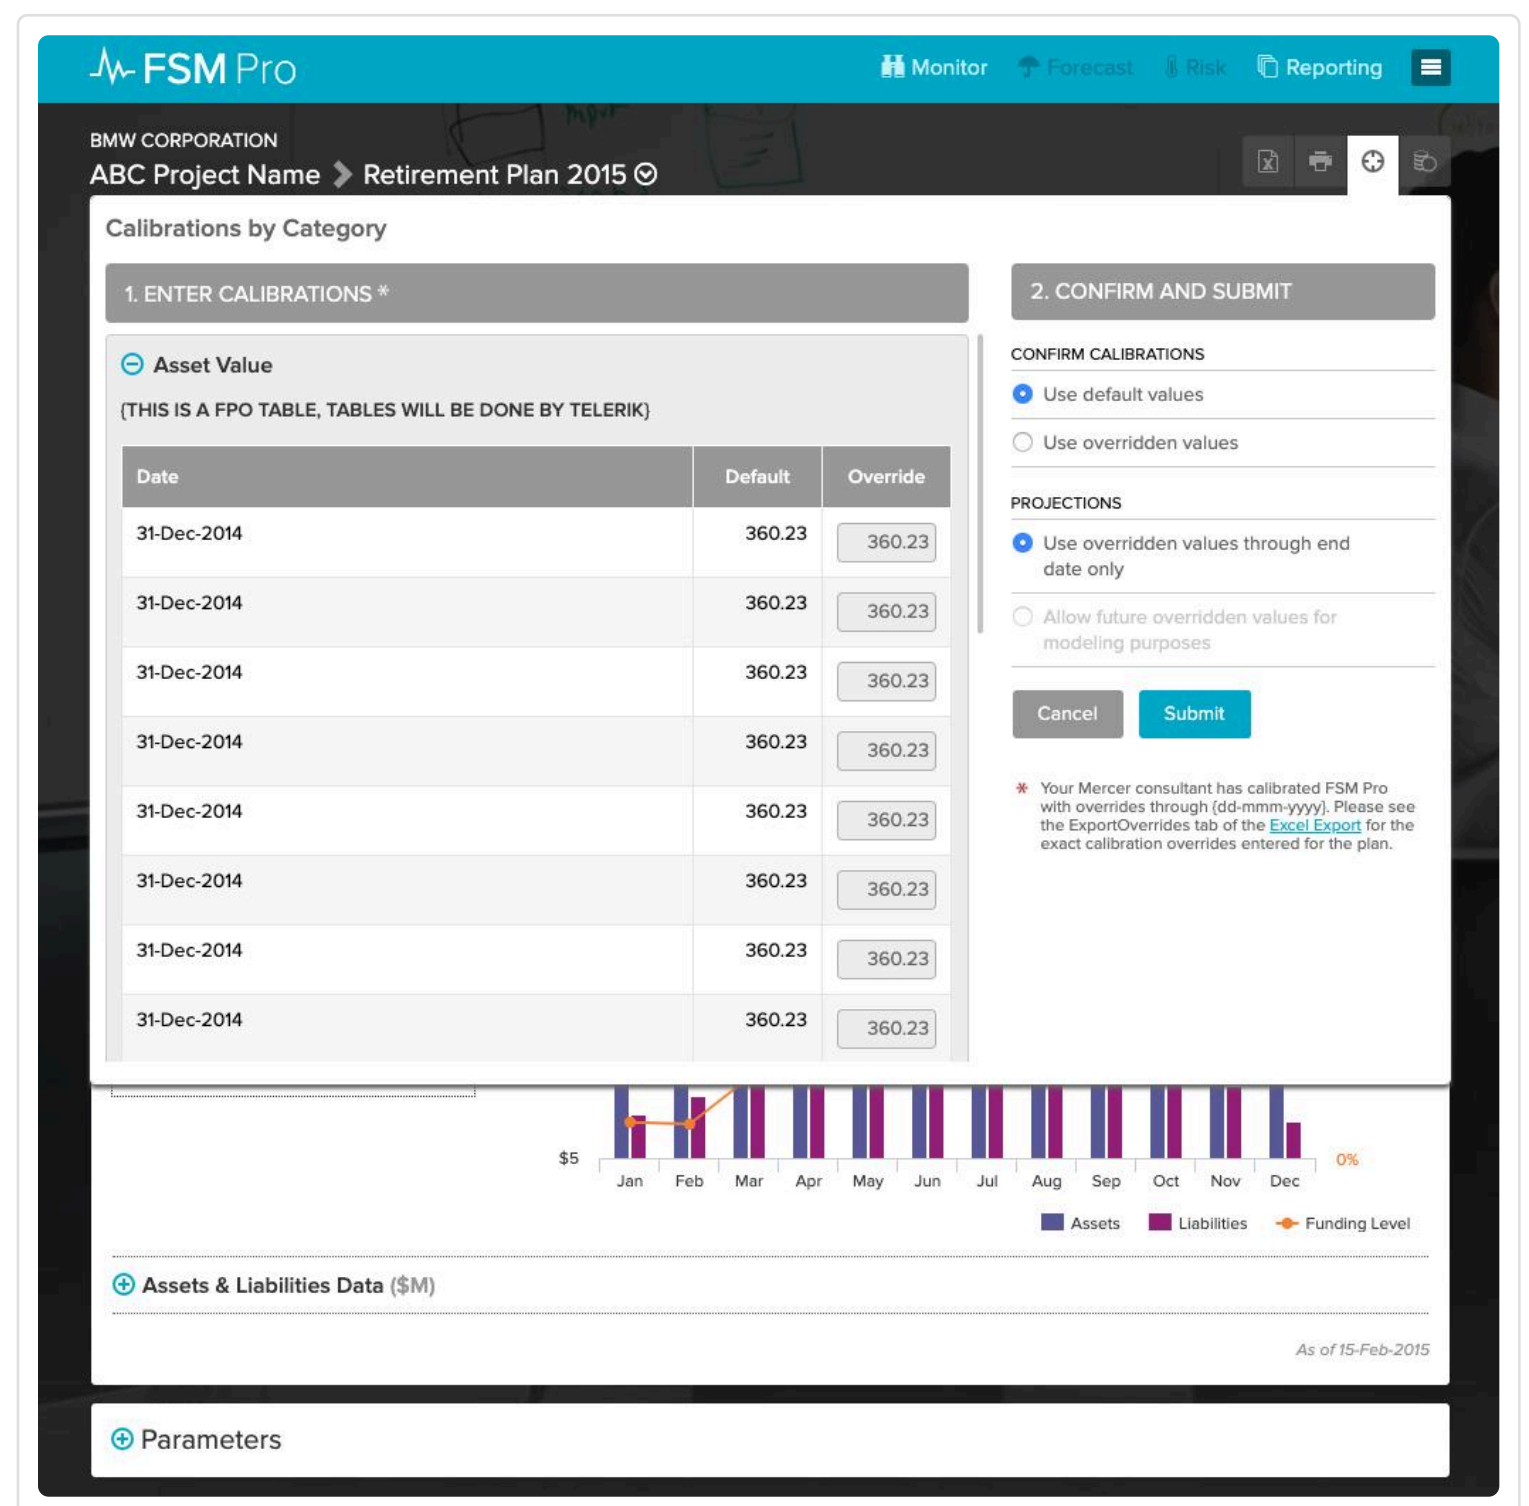 FSM Pro
Monitor
Forecast
Risk
Reporting
BMW CORPORATION
ABC Project Name
Retirement Plan 2015
Calibrations by Category
1. ENTER CALIBRATIONS *
Asset Value
{THIS IS A FPO TABLE, TABLES WILL BE DONE BY TELERIK}
Date Default Override
31-Dec-2014 360.23 360.23
31-Dec-2014 360.23 360.23
31-Dec-2014 360.23 360.23
31-Dec-2014 360.23 360.23
31-Dec-2014 360.23 360.23
31-Dec-2014 360.23 360.23
31-Dec-2014 360.23 360.23
31-Dec-2014 360.23 360.23
2. CONFIRM AND SUBMIT
CONFIRM CALIBRATIONS
Use default values
Use overridden values
PROJECTIONS
Use overridden values through end
date only
Allow future overridden values for
modeling purposes
Cancel
Submit
* Your Mercer consultant has calibrated FSM Pro
with overrides through {dd-mmm-yyyy}. Please see
the ExportOverrides tab of the Excel Export for the
exact calibration overrides entered for the plan.
$5
0%
Jan Feb Mar Apr May Jun Jul Aug Sep Oct Nov Dec
Assets Liabilities Funding Level
Assets & Liabilities Data ($M)
As of 15-Feb-2015
Parameters